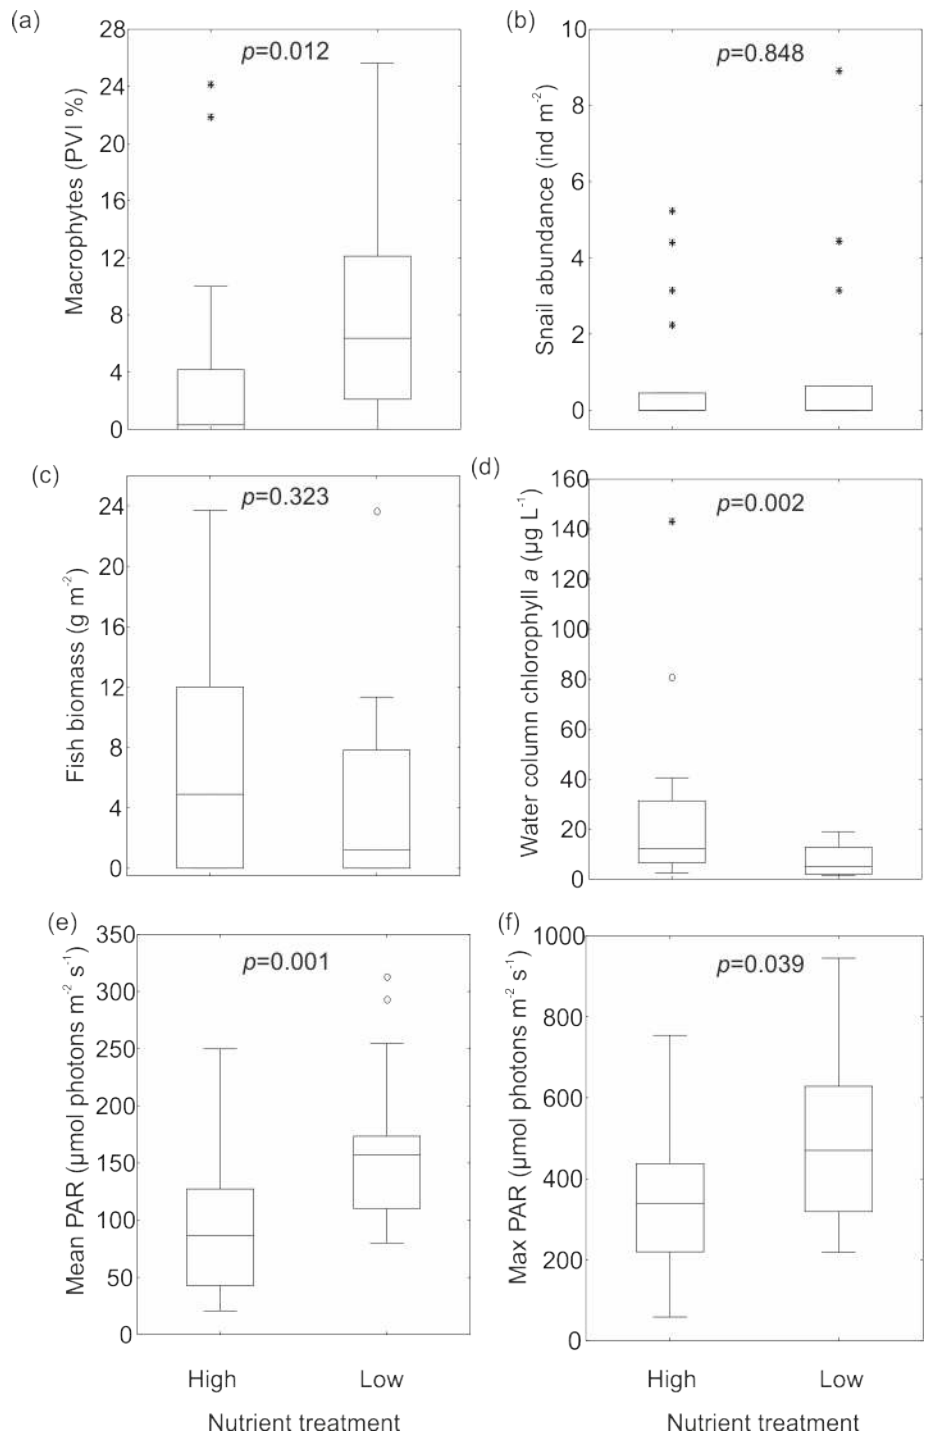 (a)
Macrophytes (PVI %)
28
24
20
16
12
8
4
0
p=0.012
(b)
Snail abundance (ind m⁻²)
10
8
6
4
2
0
p=0.848
(c)
Fish biomass (g m⁻²)
24
20
16
12
8
4
0
p=0.323
(d)
Water column chlorophyll a (µg L⁻¹)
160
140
120
100
80
60
40
20
0
p=0.002
(e)
Mean PAR (µmol photons m⁻² s⁻¹)
350
300
250
200
150
100
50
0
p=0.001
High
Low
Nutrient treatment
(f)
Max PAR (µmol photons m⁻² s⁻¹)
1000
800
600
400
200
0
p=0.039
High
Low
Nutrient treatment